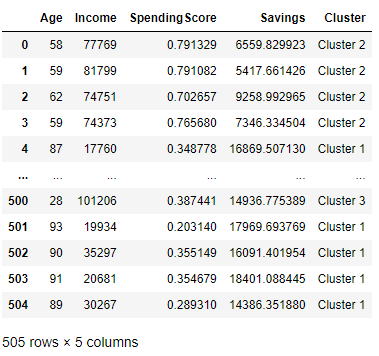 Age Income SpendingScore Savings Cluster
0 58 77769 0.791329 6559.829923 Cluster 2
1 59 81799 0.791082 5417.661426 Cluster 2
2 62 74751 0.702657 9258.992965 Cluster 2
3 59 74373 0.765680 7346.334504 Cluster 2
4 87 17760 0.348778 16869.507130 Cluster 1
... ... ... ... ... ...
500 28 101206 0.387441 14936.775389 Cluster 3
501 93 19934 0.203140 17969.693769 Cluster 1
502 90 35297 0.355149 16091.401954 Cluster 1
503 91 20681 0.354679 18401.088445 Cluster 1
504 89 30267 0.289310 14386.351880 Cluster 1
505 rows × 5 columns